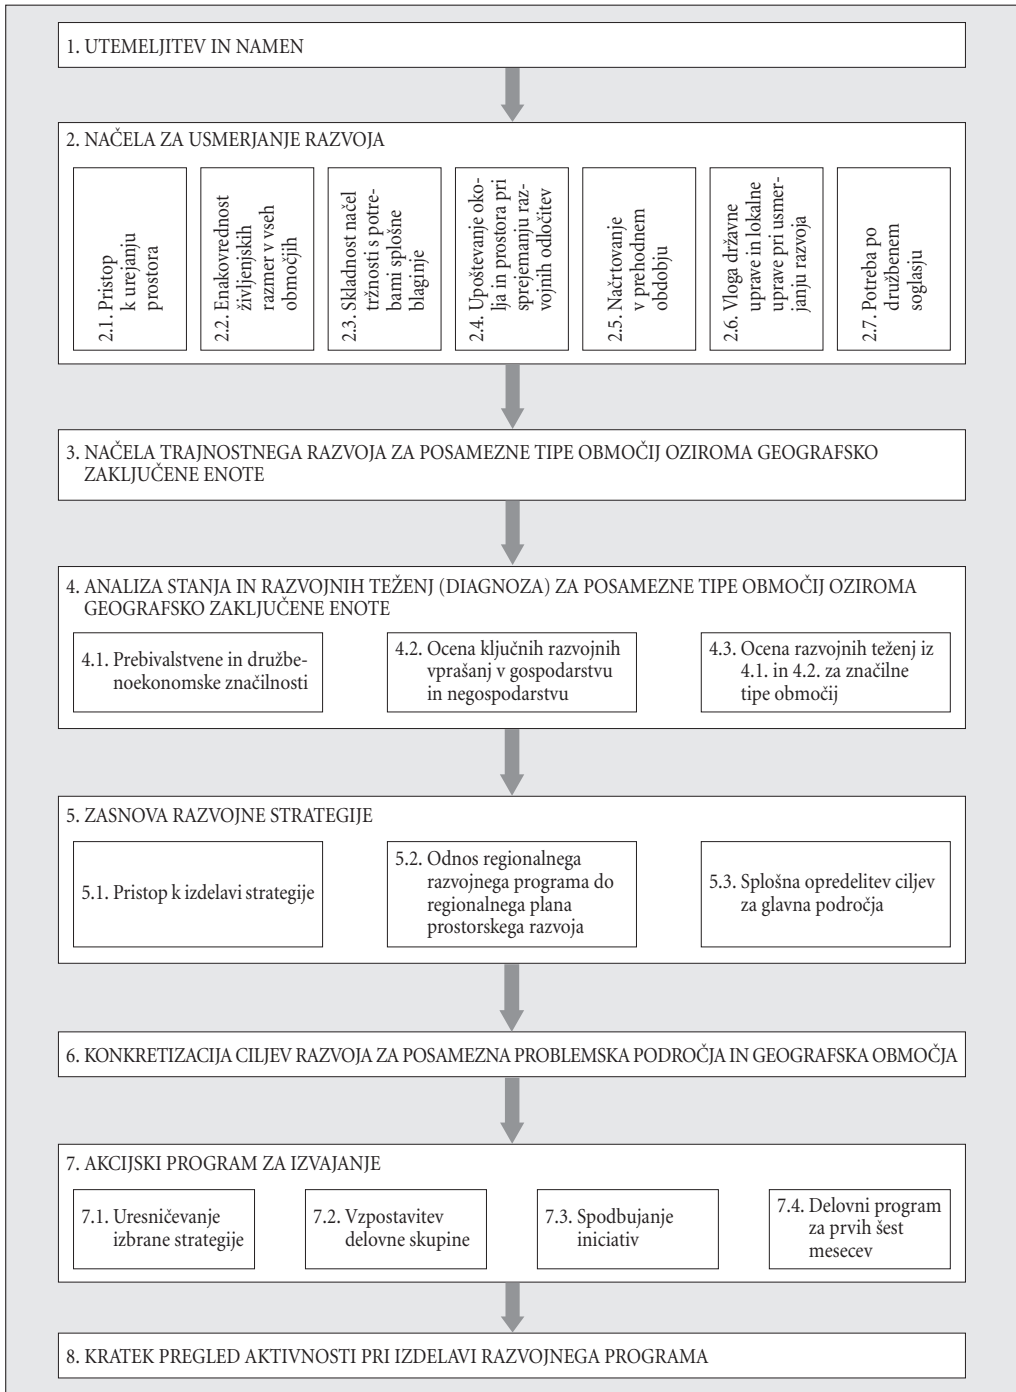 1. UTEMELJITEV IN NAMEN
2. NAČELA ZA USMERJANJE RAZVOJA
2.1. Pristop
k urejanju
prostora
2.2. Enakovrednost
življenjskih
razmer v vseh
območjih
2.3. Skladnost načel
tržnosti s potre-
bami splošne
blaginje
2.4. Upoštevanje oko-
lja in prostora pri
sprejemanju raz-
vojnih odločitev
2.5. Načrtovanje
v prehodnem
obdobju
2.6. Vloga državne
uprave in lokalne
uprave pri usmer-
janju razvoja
2.7. Potreba po
družbenem
soglasju
3. NAČELA TRAJNOSTNEGA RAZVOJA ZA POSAMEZNE TIPE OBMOČIJ OZIROMA GEOGRAFSKO
ZAKLJUČENE ENOTE
4. ANALIZA STANJA IN RAZVOJNIH TEŽENJ (DIAGNOZA) ZA POSAMEZNE TIPE OBMOČIJ OZIROMA
GEOGRAFSKO ZAKLJUČENE ENOTE
4.1. Prebivalstvene in družbe-
noekonomske značilnosti
4.2. Ocena ključnih razvojnih
vprašanj v gospodarstvu
in negospodarstvu
4.3. Ocena razvojnih teženj iz
4.1. in 4.2. za značilne
tipe območij
5. ZASNOVA RAZVOJNE STRATEGIJE
5.1. Pristop k izdelavi strategije
5.2. Odnos regionalnega
razvojnega programa do
regionalnega plana
prostorskega razvoja
5.3. Splošna opredelitev ciljev
za glavna področja
6. KONKRETIZACIJA CILJEV RAZVOJA ZA POSAMEZNA PROBLEMSKA PODROČJA IN GEOGRAFSKA OBMOČJA
7. AKCIJSKI PROGRAM ZA IZVAJANJE
7.1. Uresničevanje
izbrane strategije
7.2. Vzpostavitev
delovne skupine
7.3. Spodbujanje
iniciativ
7.4. Delovni program
za prvih šest
mesecev
8. KRATEK PREGLED AKTIVNOSTI PRI IZDELAVI RAZVOJNEGA PROGRAMA